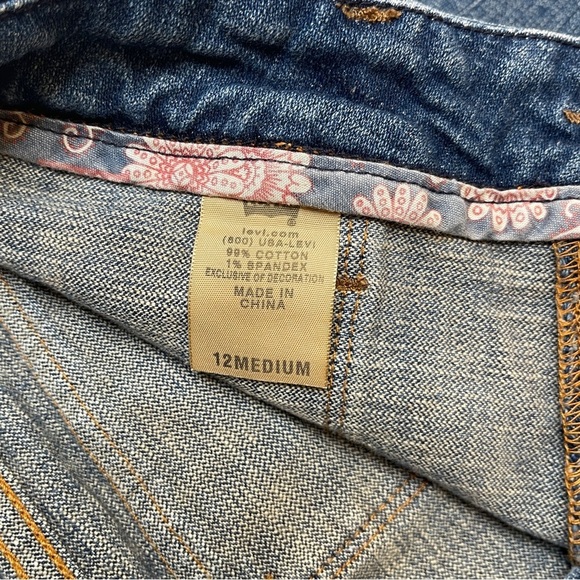 levi.com
(800) USA-LEVI
99% COTTON
1% SPANDEX
EXCLUSIVE OF DECORATION
MADE IN
CHINA
12MEDIUM